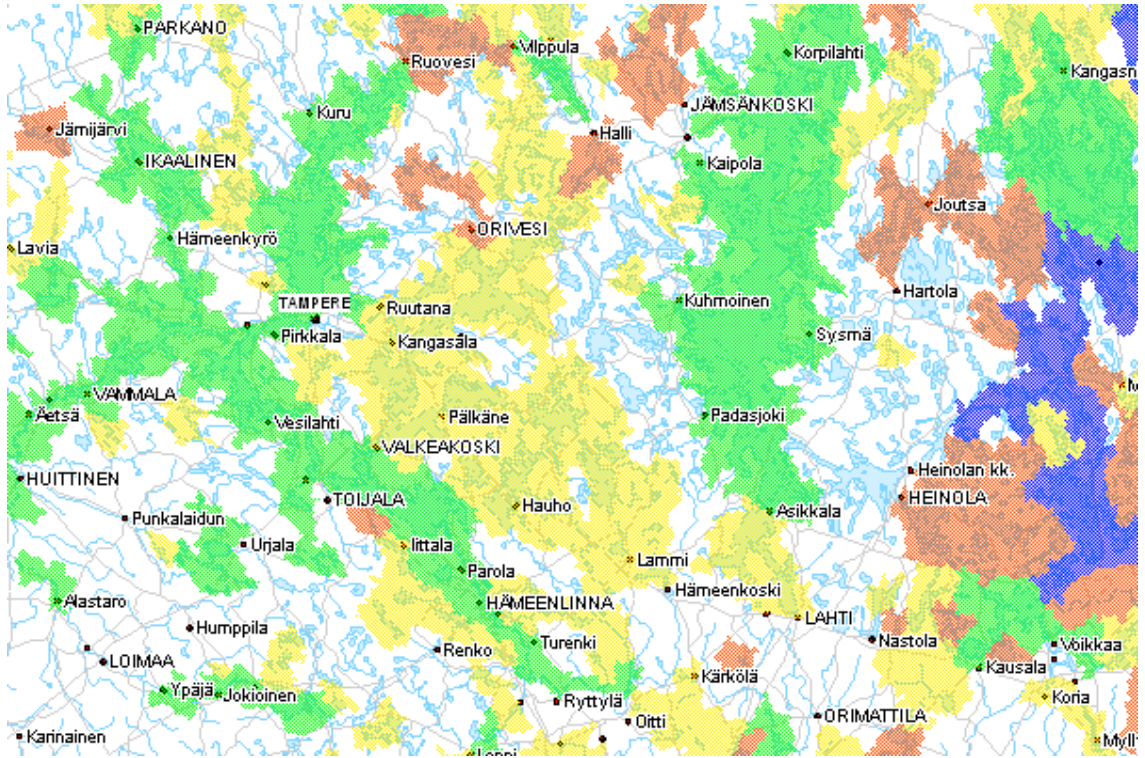 PARKANO
Vilppula
Korpilahti
Ruovesi
Kangasn
Kuru
JÄMSÄNKOSKI
Jämijärvi
Halli
IKAALINEN
Kaipola
Joutsa
ORIVESI
Hämeenkyrö
Lavia
Hartola
TAMPERE
Kuhmoinen
Ruutana
Pirkkala
Kangasala
Sysmä
VAMMALA
M
Äetsä
Pälkäne
Padasjoki
Vesilahti
VALKEAKOSKI
HUITTINEN
Heinolan kk.
TOIJALA
HEINOLA
Hauho
Punkalaidun
Asikkala
Urjala
Iittala
Lammi
Parola
Hämeenkoski
Alastaro
HÄMEENLINNA
LAHTI
Humppila
Turenki
Nastola
Renko
Voikkaa
LOIMAA
Kausala
Kärkölä
Ypäjä
Jokioinen
Koria
Ryttylä
Oitti
ORIMATTILA
Karinainen
Myll
Loppi